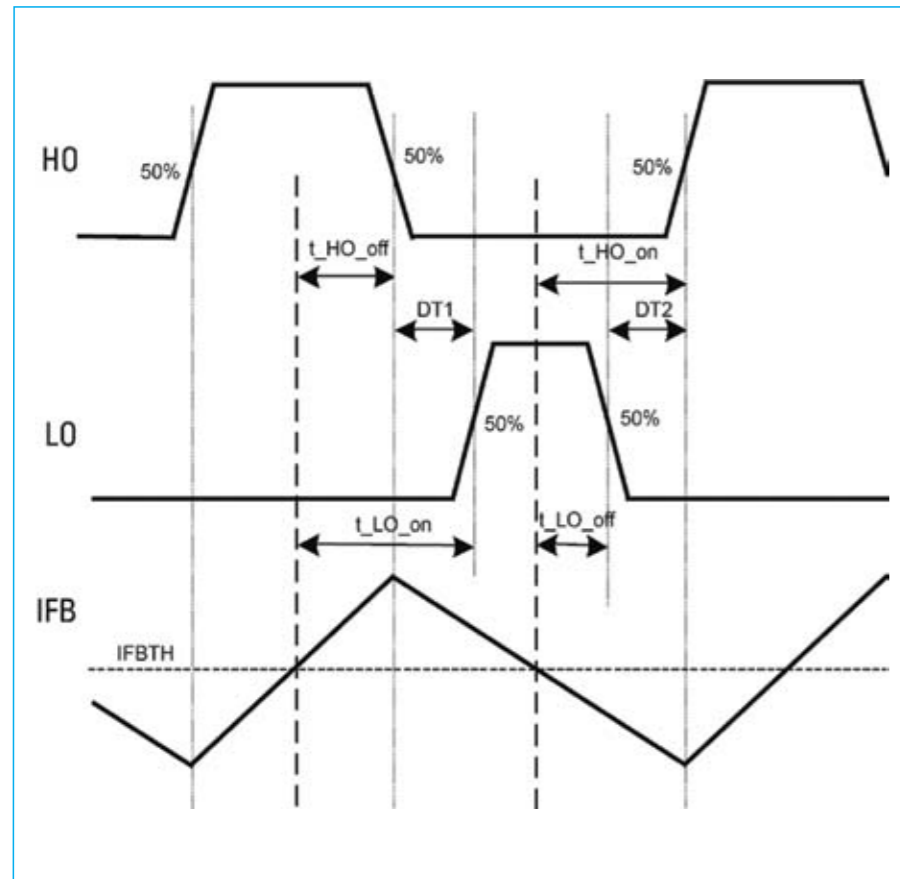 HO
50%
50%
50%
t_HO_off
t_HO_on
DT1
DT2
LO
50%
50%
t_LO_on
t_LO_off
IFB
IFBTH